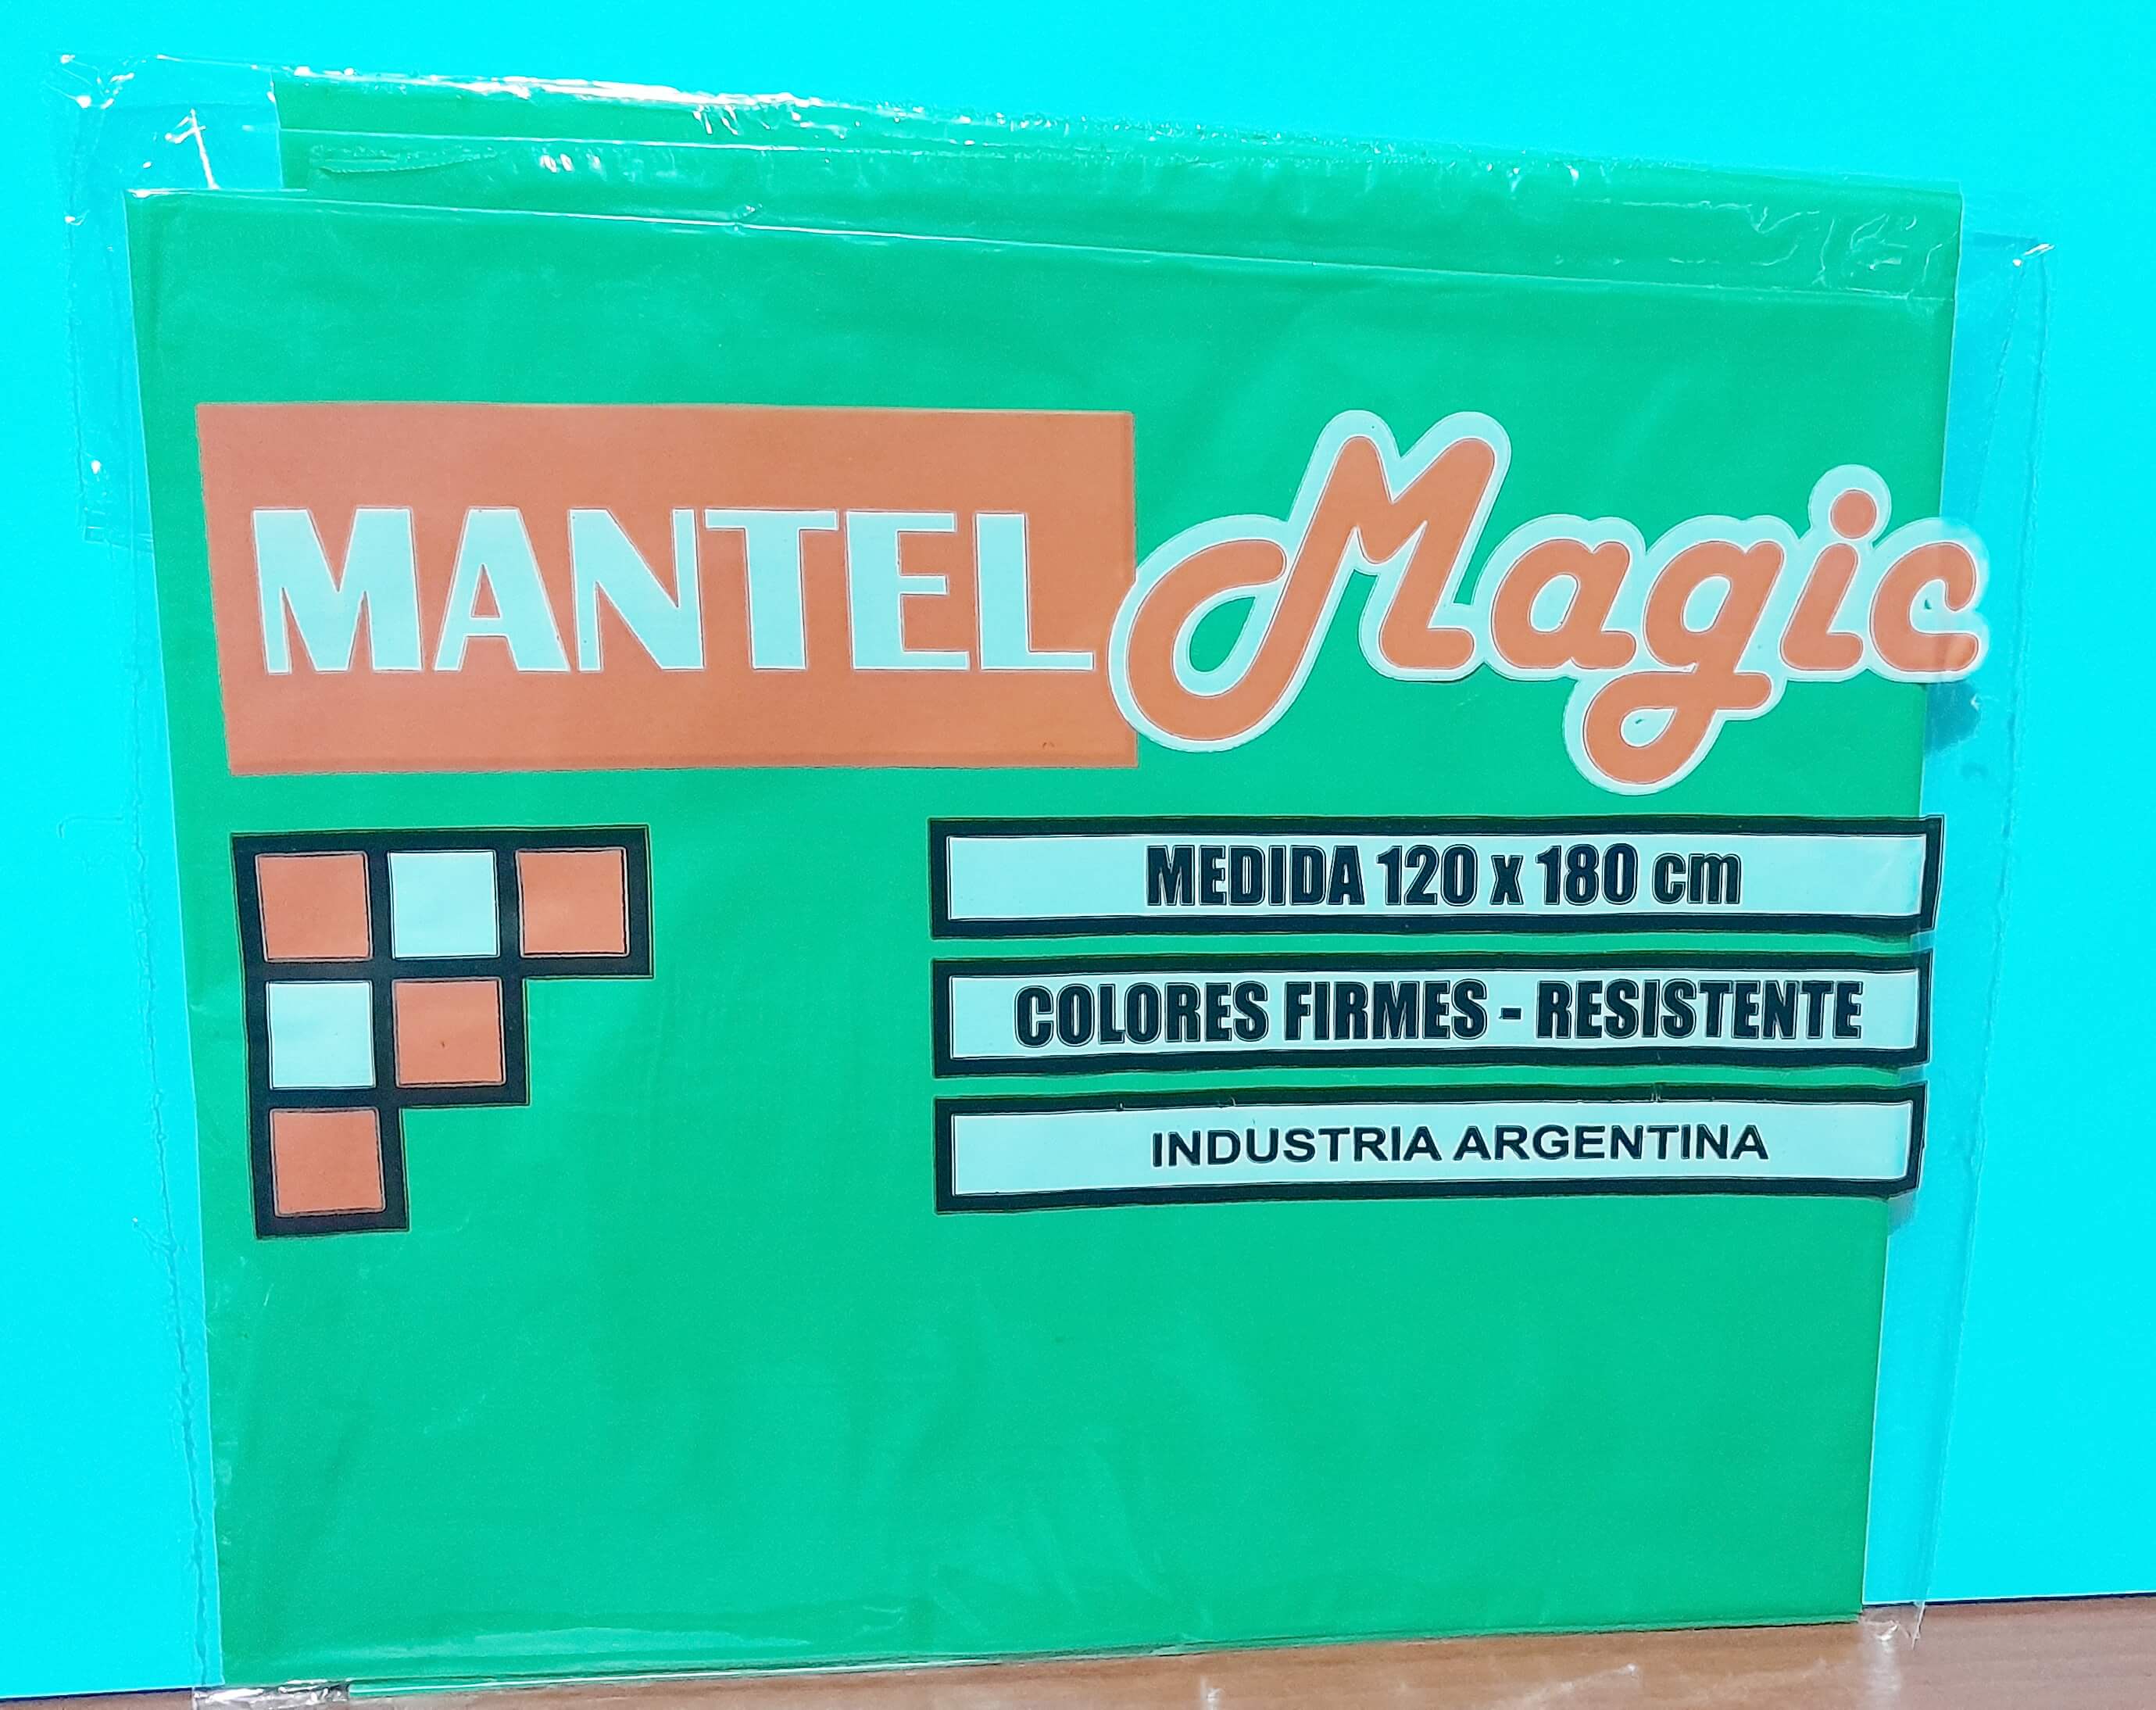 MANTEL Magic
MEDIDA 120 x 180 cm
COLORES FIRMES - RESISTENTE
INDUSTRIA ARGENTINA